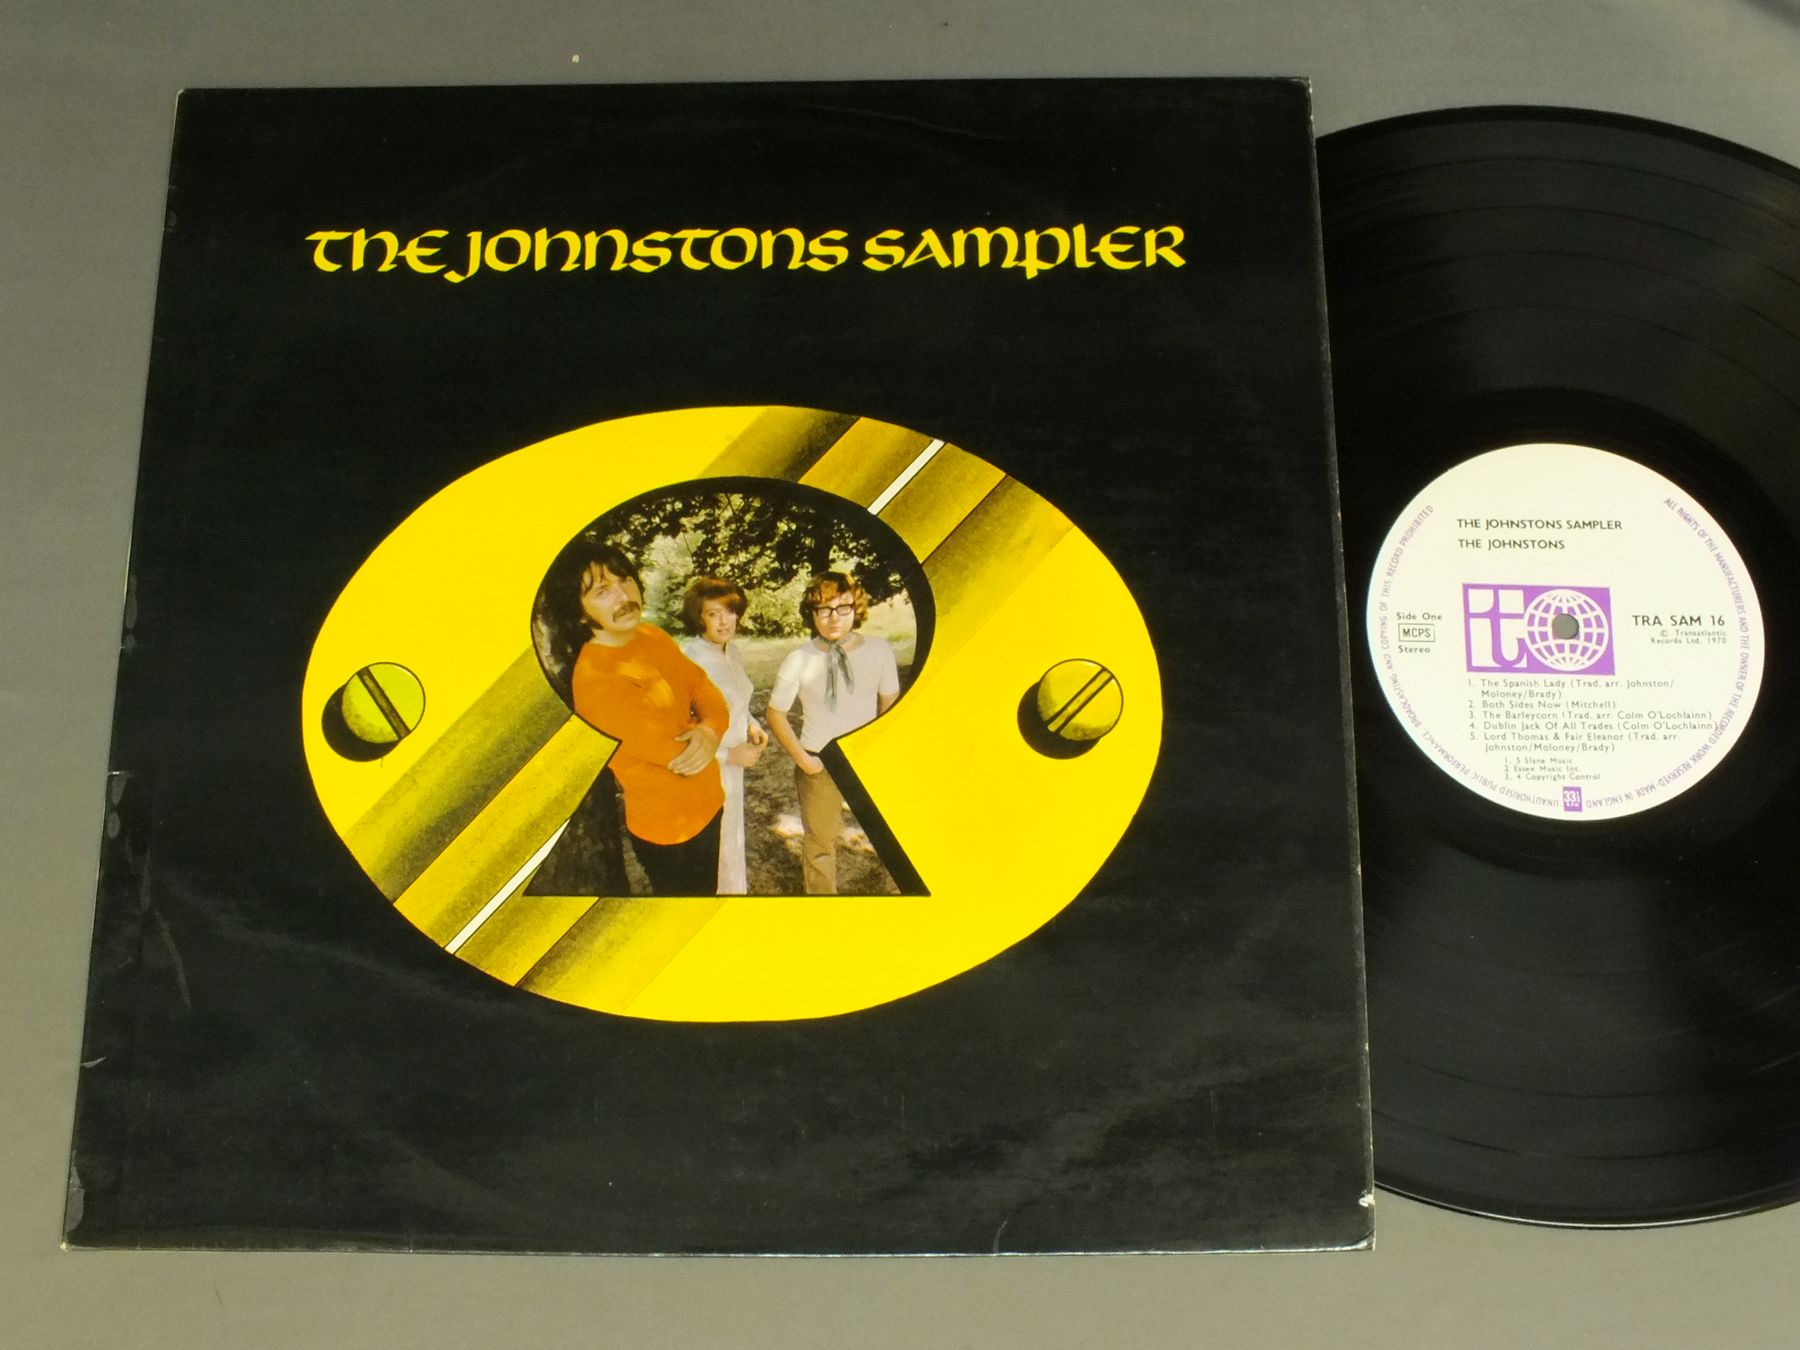 THE JOHNSTONS SAMPLER
THE JOHNSTONS SAMPLER
THE JOHNSTONS
Side One
MCPS
Stereo
TRA SAM 16
© Transatlantic
Records Ltd. 1970
1. The Spanish Lady (Trad. arr. Johnston/
Moloney/Brady)
2. Both Sides Now (Mitchell)
3. The Barleycorn (Trad. arr. Colm O'Lochlainn)
4. Dublin Jack Of All Trades (Colm O'Lochlainn)
5. Lord Thomas & Fair Eleanor (Trad. arr.
Johnston/Moloney/Brady)
1. 5 Slane Music
2 Essex Music Int.
3. 4 Copyright Control
ALL RIGHTS OF THE MANUFACTURERS AND THE OWNER OF THE RECORDED WORK RESERVED-MADE IN ENGLAND
33⅓
UNAUTHORISED PUBLIC PERFORMANCE BROADCASTING AND COPYING OF THIS RECORD PROHIBITED